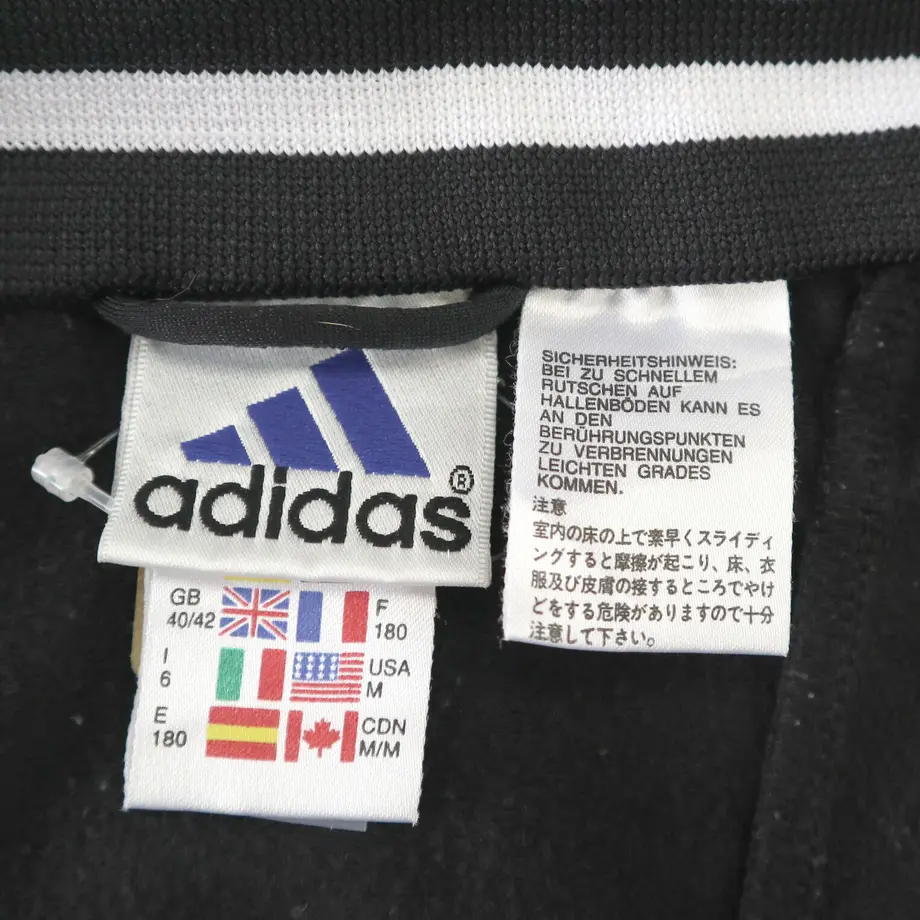 adidas®
GB
40/42
F
180
I
6
USA
M
E
180
CDN
M/M
SICHERHEITSHINWEIS:
BEI ZU SCHNELLEM
RUTSCHEN AUF
HALLENBÖDEN KANN ES
AN DEN
BERÜHRUNGSPUNKTEN
ZU VERBRENNUNGEN
LEICHTEN GRADES
KOMMEN.
注意
室内の床の上で素早くスライディ
ングすると摩擦が起こり、床、衣
服及び皮膚の接するところでやけ
どをする危険がありますので十分
注意して下さい。